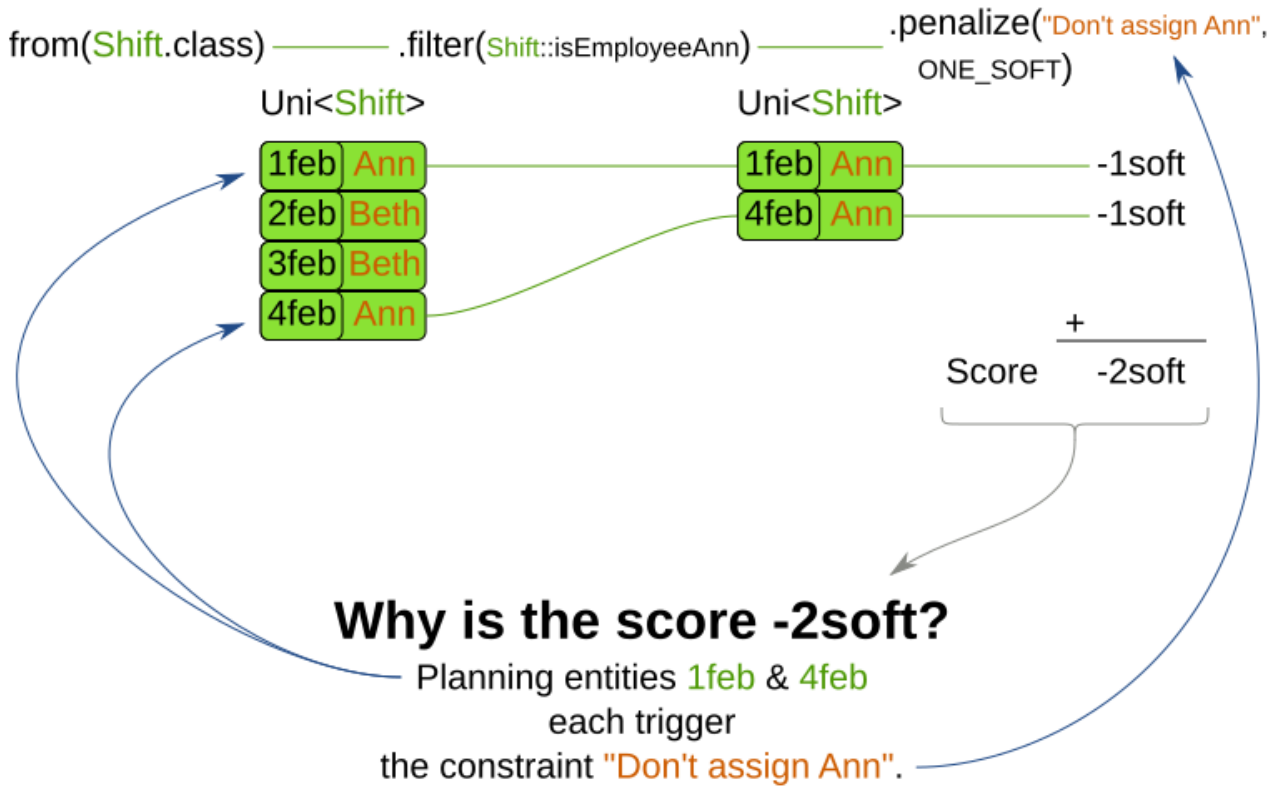 from(Shift.class) .filter(Shift::isEmployeeAnn) .penalize("Don't assign Ann",
ONE_SOFT)
Uni<Shift> Uni<Shift>
1feb Ann 1feb Ann -1soft
2feb Beth 4feb Ann -1soft
3feb Beth
4feb Ann
+
Score -2soft
Why is the score -2soft?
Planning entities 1feb & 4feb
each trigger
the constraint "Don't assign Ann".